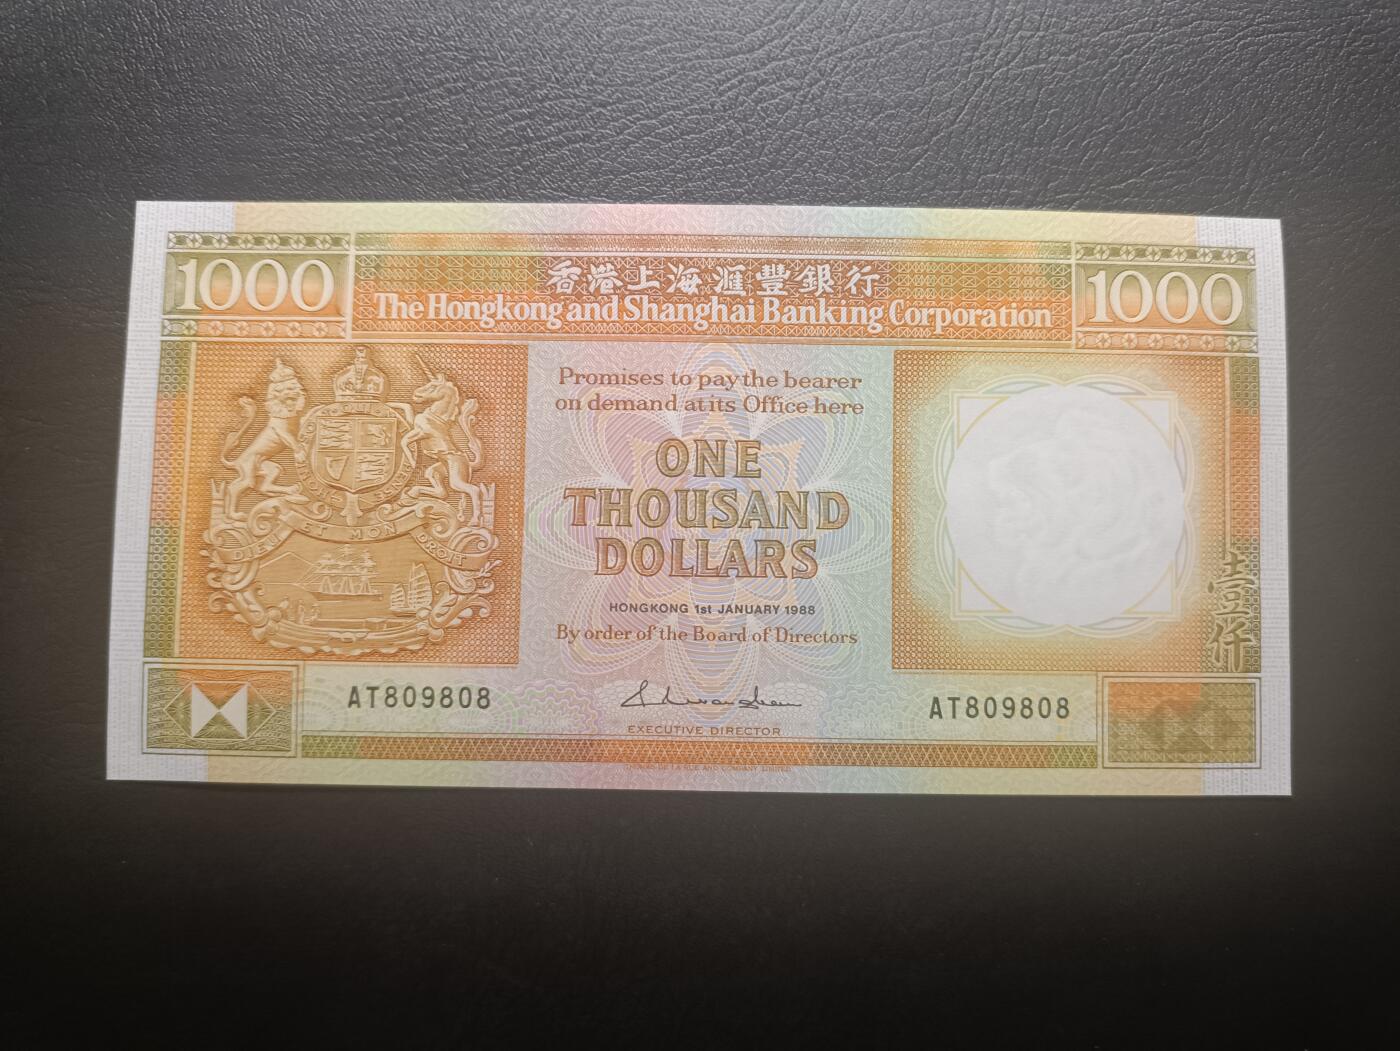 1000
香港上海滙豐銀行
1000
The Hongkong and Shanghai Banking Corporation
Promises to pay the bearer
on demand at its Office here
ONE
THOUSAND
DOLLARS
DIEU ET MON DROIT
HONGKONG 1st JANUARY 1988
By order of the Board of Directors
壹仟
AT809808
AT809808
EXECUTIVE DIRECTOR